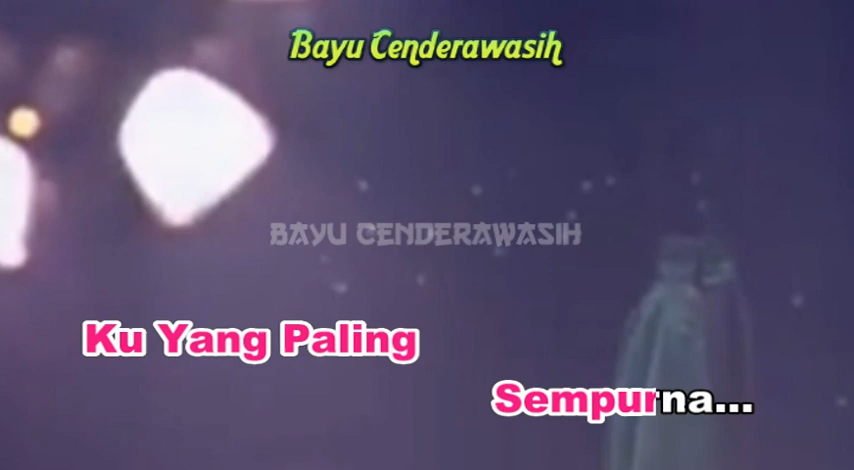 Bayu Cenderawasih
BAYU CENDERAWASIH
Ku Yang Paling
Sempurna...